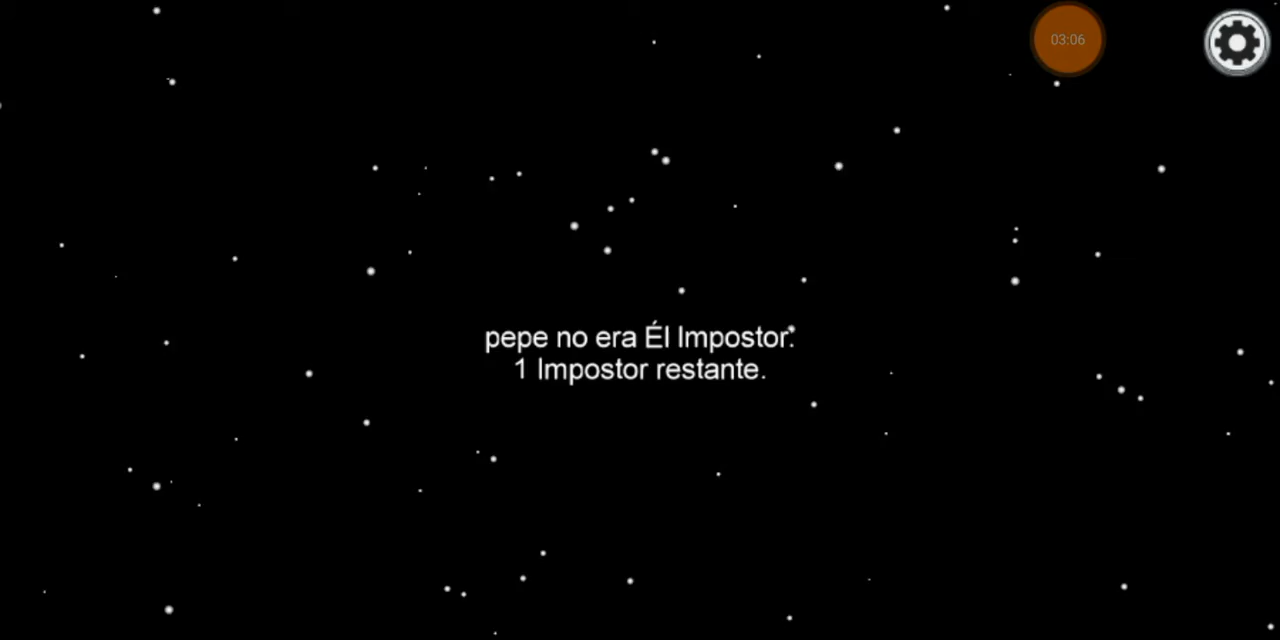 03:06
pepe no era Él Impostor.
1 Impostor restante.